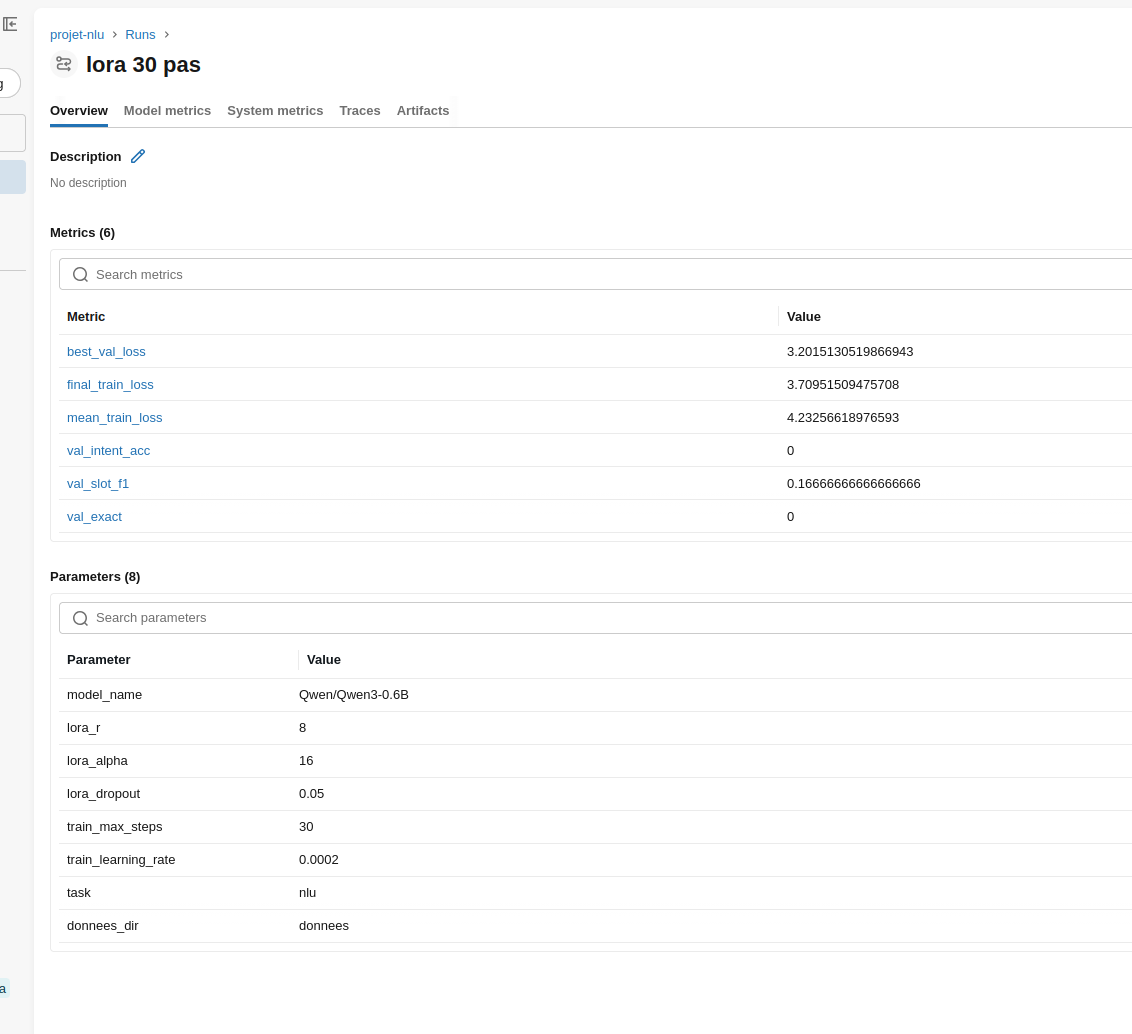 projet-nlu > Runs >
lora 30 pas
Overview Model metrics System metrics Traces Artifacts
Description
No description
Metrics (6)
Search metrics
Metric Value
best_val_loss 3.2015130519866943
final_train_loss 3.70951509475708
mean_train_loss 4.23256618976593
val_intent_acc 0
val_slot_f1 0.16666666666666666
val_exact 0
Parameters (8)
Search parameters
Parameter Value
model_name Qwen/Qwen3-0.6B
lora_r 8
lora_alpha 16
lora_dropout 0.05
train_max_steps 30
train_learning_rate 0.0002
task nlu
donnees_dir donnees